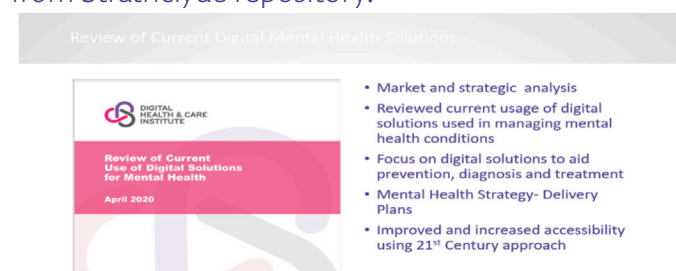 from Strathclyde repository.
Review of Current Digital Mental Health Solutions
DIGITAL
HEALTH & CARE
INSTITUTE
Review of Current
Use of Digital Solutions
for Mental Health
April 2020
• Market and strategic analysis
• Reviewed current usage of digital
solutions used in managing mental
health conditions
• Focus on digital solutions to aid
prevention, diagnosis and treatment
• Mental Health Strategy- Delivery
Plans
• Improved and increased accessibility
using 21st Century approach